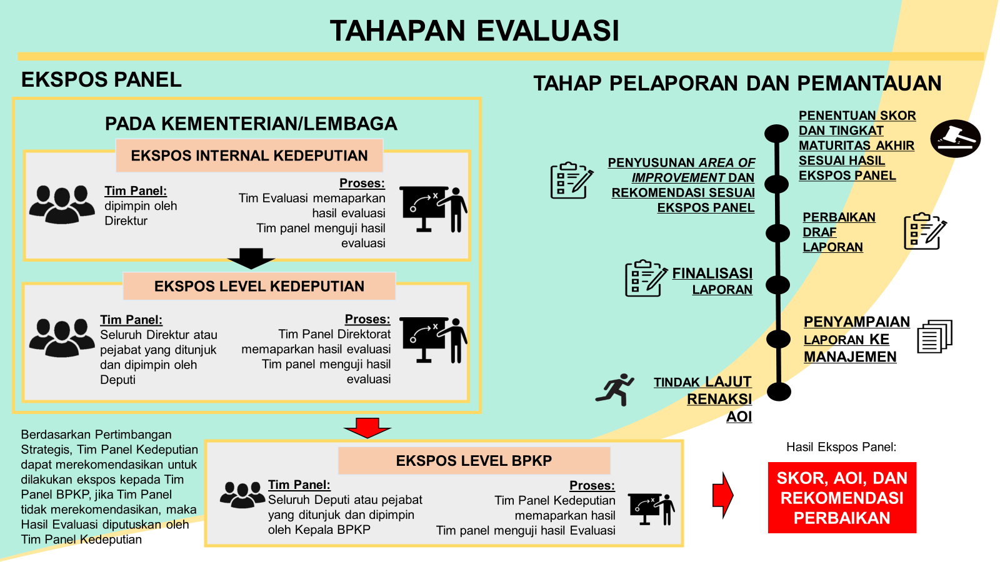 TAHAPAN EVALUASI
EKSPOS PANEL
PADA KEMENTERIAN/LEMBAGA
EKSPOS INTERNAL KEDEPUTIAN
Tim Panel:
dipimpin oleh
Direktur
Proses:
Tim Evaluasi memaparkan
hasil evaluasi
Tim panel menguji hasil
evaluasi
x
EKSPOS LEVEL KEDEPUTIAN
Tim Panel:
Seluruh Direktur atau
pejabat yang ditunjuk
dan dipimpin oleh
Deputi
Proses:
Tim Panel Direktorat
memaparkan hasil evaluasi
Tim panel menguji hasil
evaluasi
x
Berdasarkan Pertimbangan
Strategis, Tim Panel Kedeputian
dapat merekomendasikan untuk
dilakukan ekspos kepada Tim
Panel BPKP, jika Tim Panel
tidak merekomendasikan, maka
Hasil Evaluasi diputuskan oleh
Tim Panel Kedeputian
EKSPOS LEVEL BPKP
Tim Panel:
Seluruh Deputi atau pejabat
yang ditunjuk dan dipimpin
oleh Kepala BPKP
Proses:
Tim Panel Kedeputian
memaparkan hasil
Tim panel menguji hasil Evaluasi
x
TAHAP PELAPORAN DAN PEMANTAUAN
PENENTUAN SKOR
DAN TINGKAT
MATURITAS AKHIR
SESUAI HASIL
EKSPOS PANEL
PENYUSUNAN AREA OF
IMPROVEMENT DAN
REKOMENDASI SESUAI
EKSPOS PANEL
PERBAIKAN
DRAF
LAPORAN
FINALISASI
LAPORAN
PENYAMPAIAN
LAPORAN KE
MANAJEMEN
TINDAK LAJUT
RENAKSI
AOI
Hasil Ekspos Panel:
SKOR, AOI, DAN
REKOMENDASI
PERBAIKAN